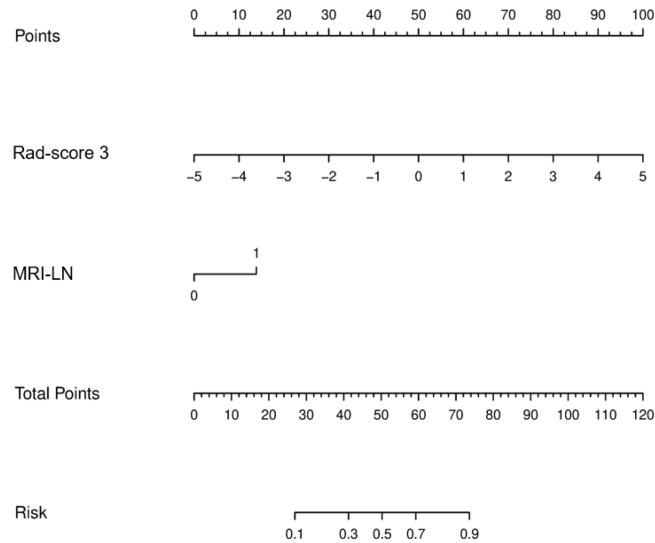 0 10 20 30 40 50 60 70 80 90 100
Points
Rad-score 3
−5 −4 −3 −2 −1 0 1 2 3 4 5
1
MRI-LN
0
Total Points
0 10 20 30 40 50 60 70 80 90 100 110 120
Risk
0.1 0.3 0.5 0.7 0.9